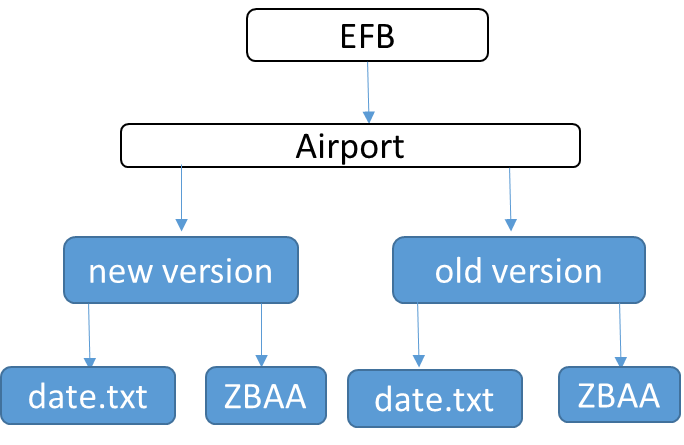 EFB
Airport
new version
old version
date.txt
ZBAA
date.txt
ZBAA